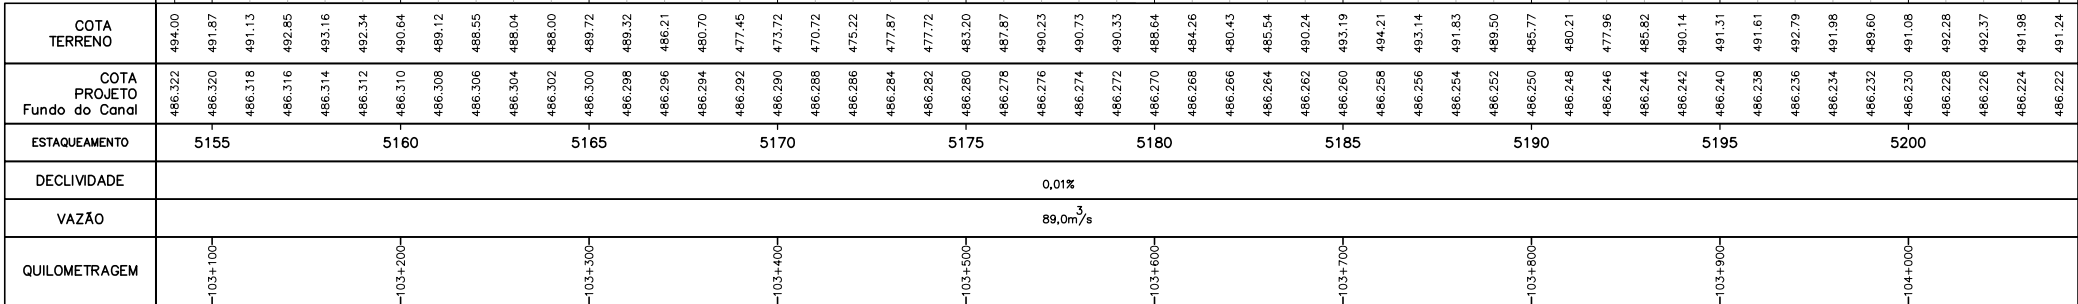 COTA
TERRENO
494.00 491.87 491.13 492.85 493.16 492.34 490.64 489.12 488.55 488.04 488.00 489.72 489.32 486.21 480.70 477.45 473.72 470.72 475.22 477.87 477.72 483.20 487.87 490.23 490.73 490.33 488.64 484.26 480.43 485.54 490.24 493.19 494.21 493.14 491.83 489.50 485.77 480.21 477.96 485.82 490.14 491.31 491.61 492.79 491.98 489.60 491.08 492.28 492.37 491.98 491.24
COTA
PROJETO
Fundo do Canal
486.322 486.320 486.318 486.316 486.314 486.312 486.310 486.308 486.306 486.304 486.302 486.300 486.298 486.296 486.294 486.292 486.290 486.288 486.286 486.284 486.282 486.280 486.278 486.276 486.274 486.272 486.270 486.268 486.266 486.264 486.262 486.260 486.258 486.256 486.254 486.252 486.250 486.248 486.246 486.244 486.242 486.240 486.238 486.236 486.234 486.232 486.230 486.228 486.226 486.224 486.222
ESTAQUEAMENTO
5155 5160 5165 5170 5175 5180 5185 5190 5195 5200
DECLIVIDADE
0,01%
VAZÃO
89,0m³/s
QUILOMETRAGEM
103+100 103+200 103+300 103+400 103+500 103+600 103+700 103+800 103+900 104+000